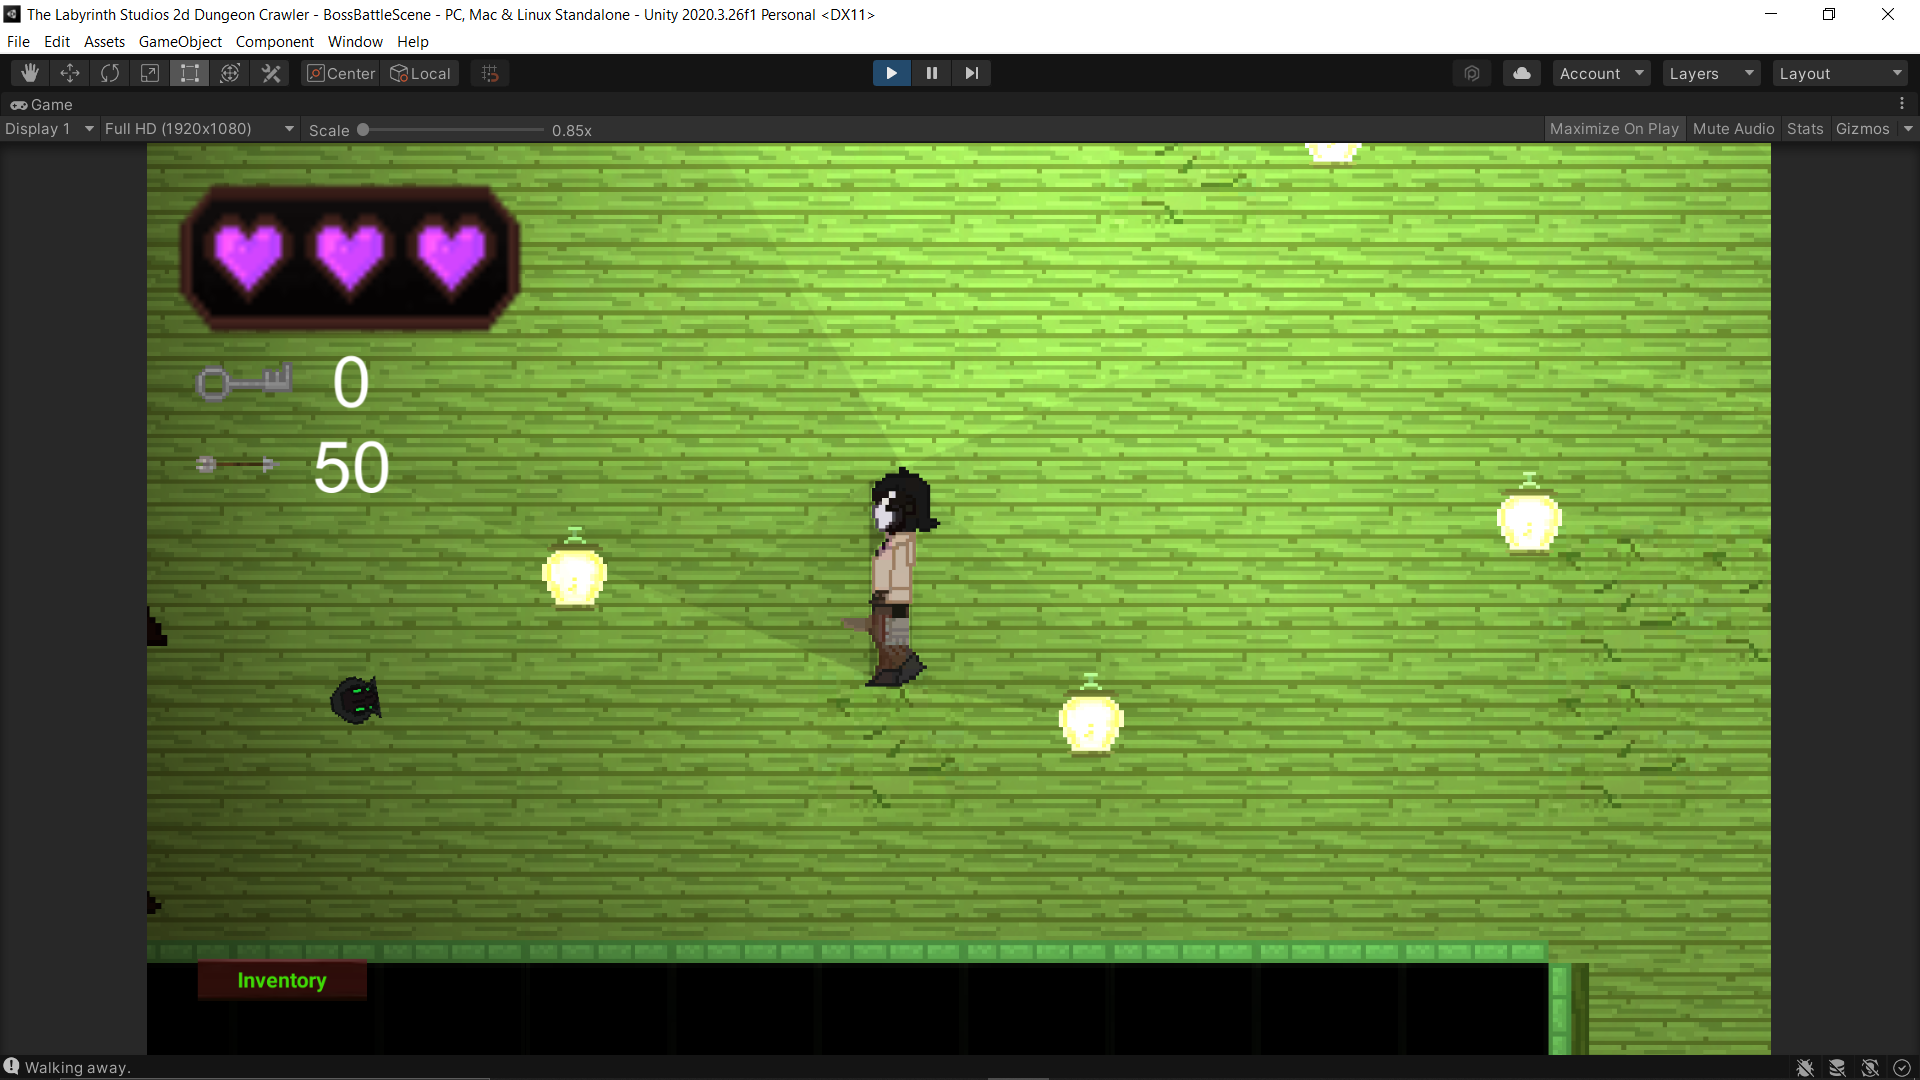 The Labyrinth Studios 2d Dungeon Crawler - BossBattleScene - PC, Mac & Linux Standalone - Unity 2020.3.26f1 Personal <DX11>
File Edit Assets GameObject Component Window Help
Center Local Account Layers Layout
Game
Display 1 Full HD (1920x1080) Scale 0.85x Maximize On Play Mute Audio Stats Gizmos
0
50
Inventory
Walking away.